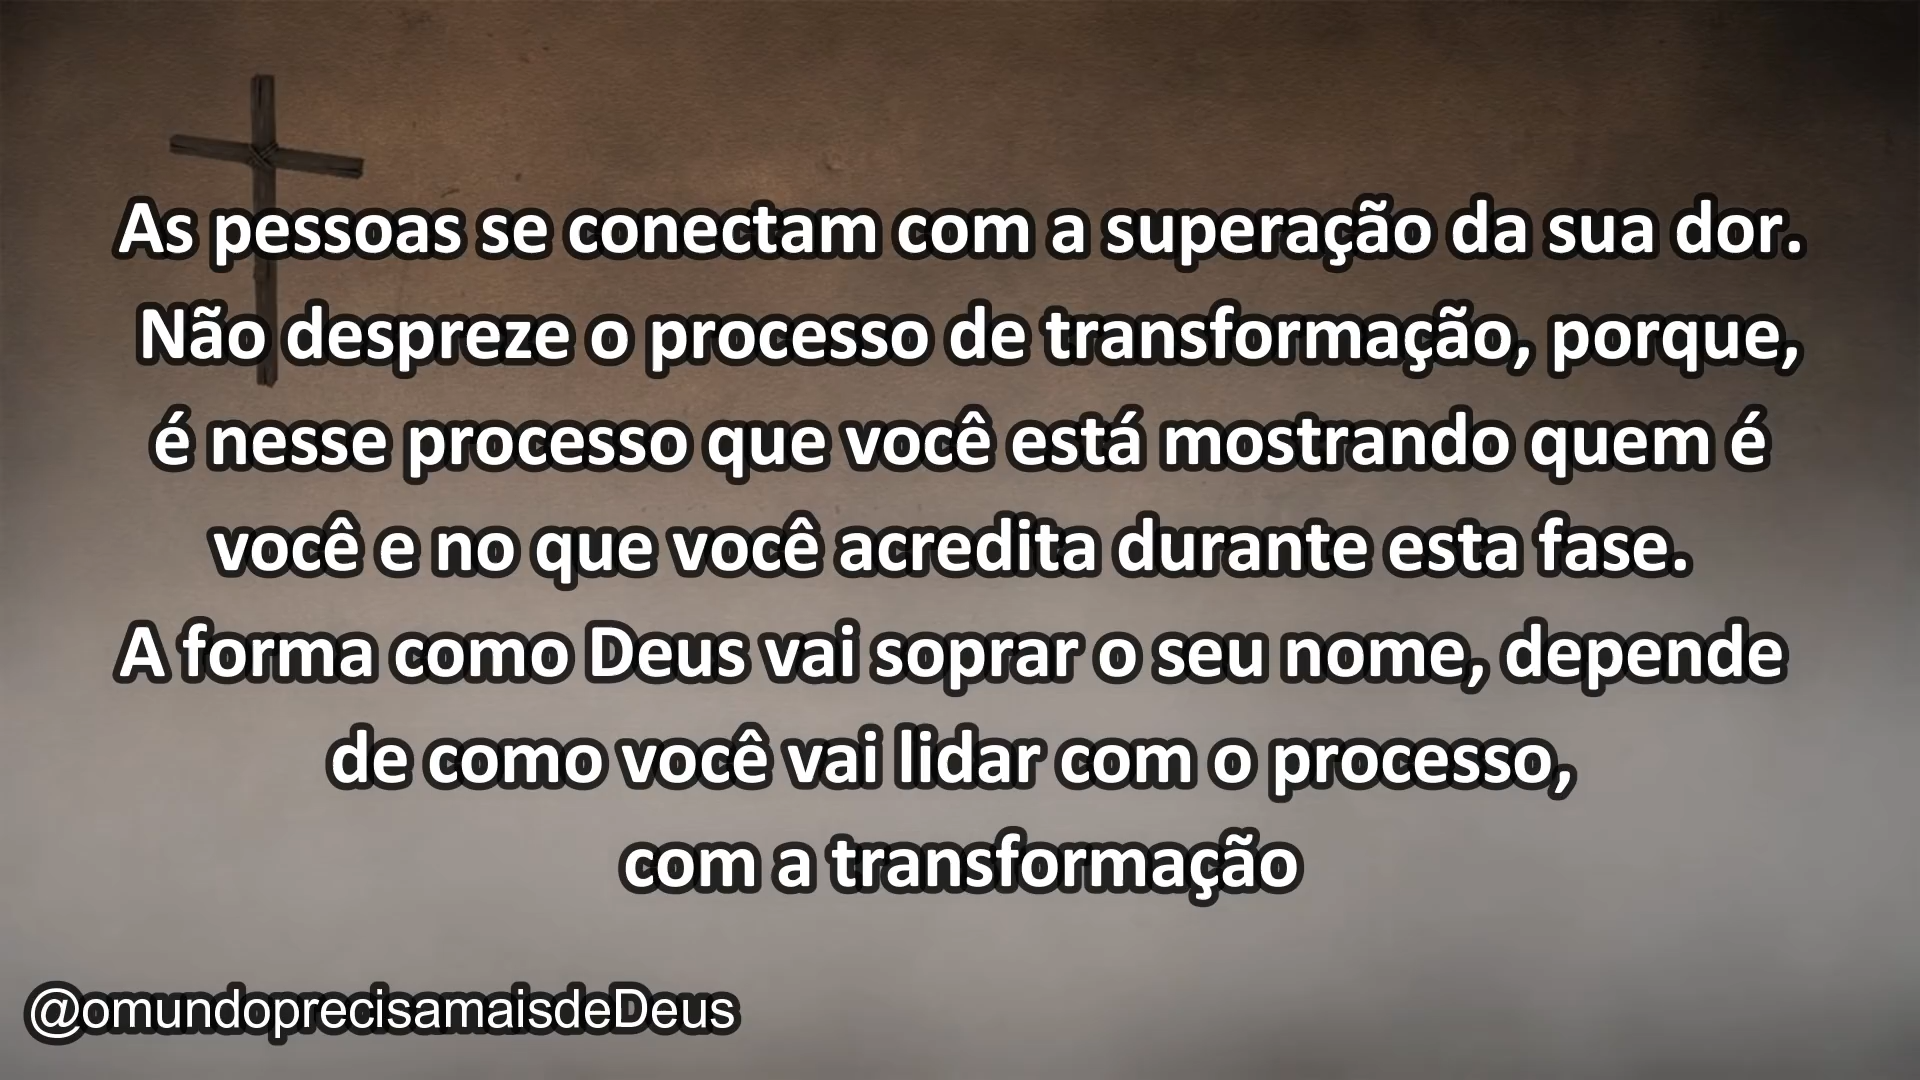 As pessoas se conectam com a superação da sua dor.
Não despreze o processo de transformação, porque,
é nesse processo que você está mostrando quem é
você e no que você acredita durante esta fase.
A forma como Deus vai soprar o seu nome, depende
de como você vai lidar com o processo,
com a transformação
@omundoprecisamaisdeDeus